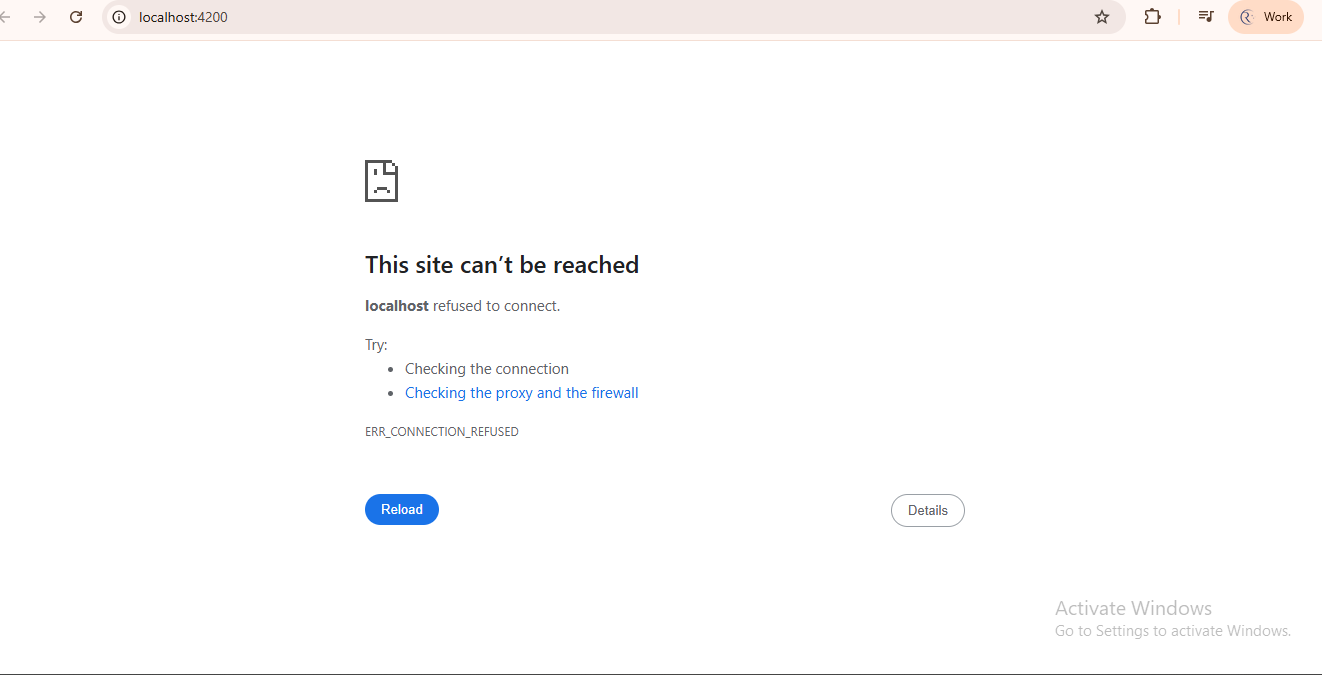 localhost:4200
Work
This site can’t be reached
localhost refused to connect.
Try:
Checking the connection
Checking the proxy and the firewall
ERR_CONNECTION_REFUSED
Reload
Details
Activate Windows
Go to Settings to activate Windows.